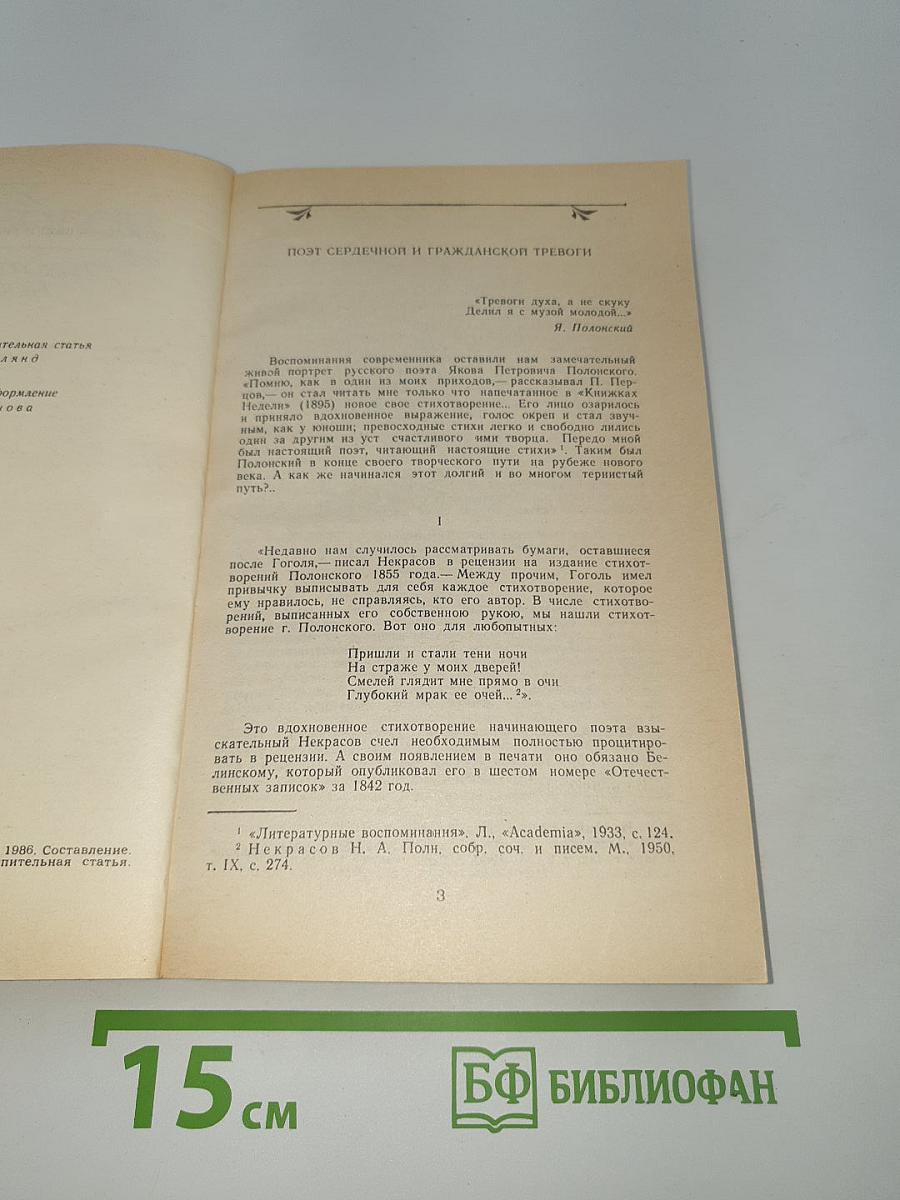 ительная статья
лянд
формление
нова
1986, Составление.
пительная статья.
ПОЭТ СЕРДЕЧНОЙ И ГРАЖДАНСКОЙ ТРЕВОГИ
«Тревоги духа, а не скуку
Делил я с музой молодой...»
Я. Полонский
Воспоминания современника оставили нам замечательный
живой портрет русского поэта Якова Петровича Полонского.
«Помню, как в один из моих приходов,— рассказывал П. Пер-
цов,— он стал читать мне только что напечатанное в «Книжках
Недели» (1895) новое свое стихотворение... Его лицо озарилось
и приняло вдохновенное выражение, голос окреп и стал звуч-
ным, как у юноши; превосходные стихи легко и свободно лились
один за другим из уст счастливого ими творца. Передо мной
был настоящий поэт, читающий настоящие стихи»¹. Таким был
Полонский в конце своего творческого пути на рубеже нового
века. А как же начинался этот долгий и во многом тернистый
путь?..
I
«Недавно нам случилось рассматривать бумаги, оставшиеся
после Гоголя,— писал Некрасов в рецензии на издание стихот-
ворений Полонского 1855 года.— Между прочим, Гоголь имел
привычку выписывать для себя каждое стихотворение, которое
ему нравилось, не справляясь, кто его автор. В числе стихотво-
рений, выписанных его собственною рукою, мы нашли стихот-
ворение г. Полонского. Вот оно для любопытных:
Пришли и стали тени ночи
На страже у моих дверей!
Смелей глядит мне прямо в очи
Глубокий мрак ее очей...²».
Это вдохновенное стихотворение начинающего поэта взы-
скательный Некрасов счел необходимым полностью процитиро-
вать в рецензии. А своим появлением в печати оно обязано Бе-
линскому, который опубликовал его в шестом номере «Отечест-
венных записок» за 1842 год.
¹ «Литературные воспоминания». Л., «Academia», 1933, с. 124.
² Некрасов Н. А. Полн. собр. соч. и писем. М., 1950,
т. IX, с. 274.
3
15 см
БФ БИБЛИОФАН